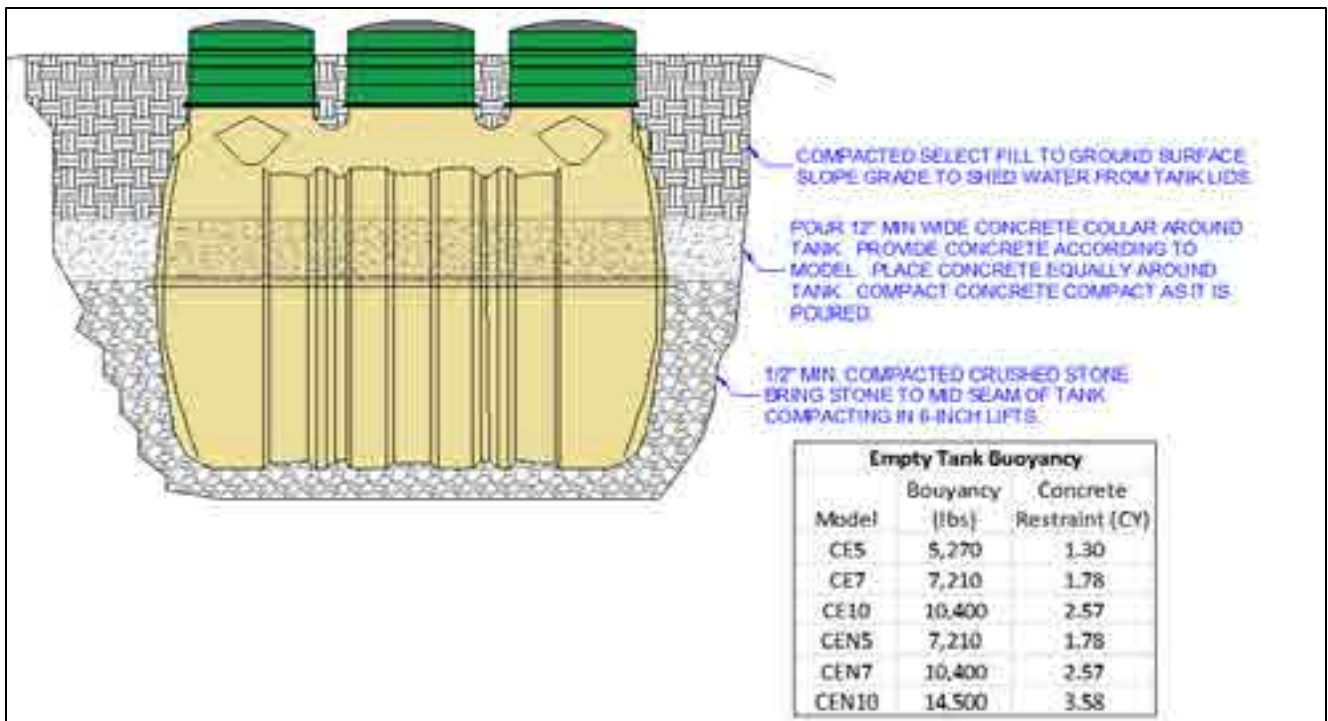 COMPACTED SELECT FILL TO GROUND SURFACE
SLOPE GRADE TO SHED WATER FROM TANK LIDS.
POUR 12" MIN WIDE CONCRETE COLLAR AROUND
TANK. PROVIDE CONCRETE ACCORDING TO
MODEL. PLACE CONCRETE EQUALLY AROUND
TANK. COMPACT CONCRETE COMPACT AS IT IS
POURED.
1/2" MIN. COMPACTED CRUSHED STONE
BRING STONE TO MID SEAM OF TANK
COMPACTING IN 6-INCH LIFTS.
Empty Tank Buoyancy
Bouyancy Concrete
Model (lbs) Restraint (CY)
CE5 5,270 1.30
CE7 7,210 1.78
CE10 10,400 2.57
CEN5 7,210 1.78
CEN7 10,400 2.57
CEN10 14,500 3.58